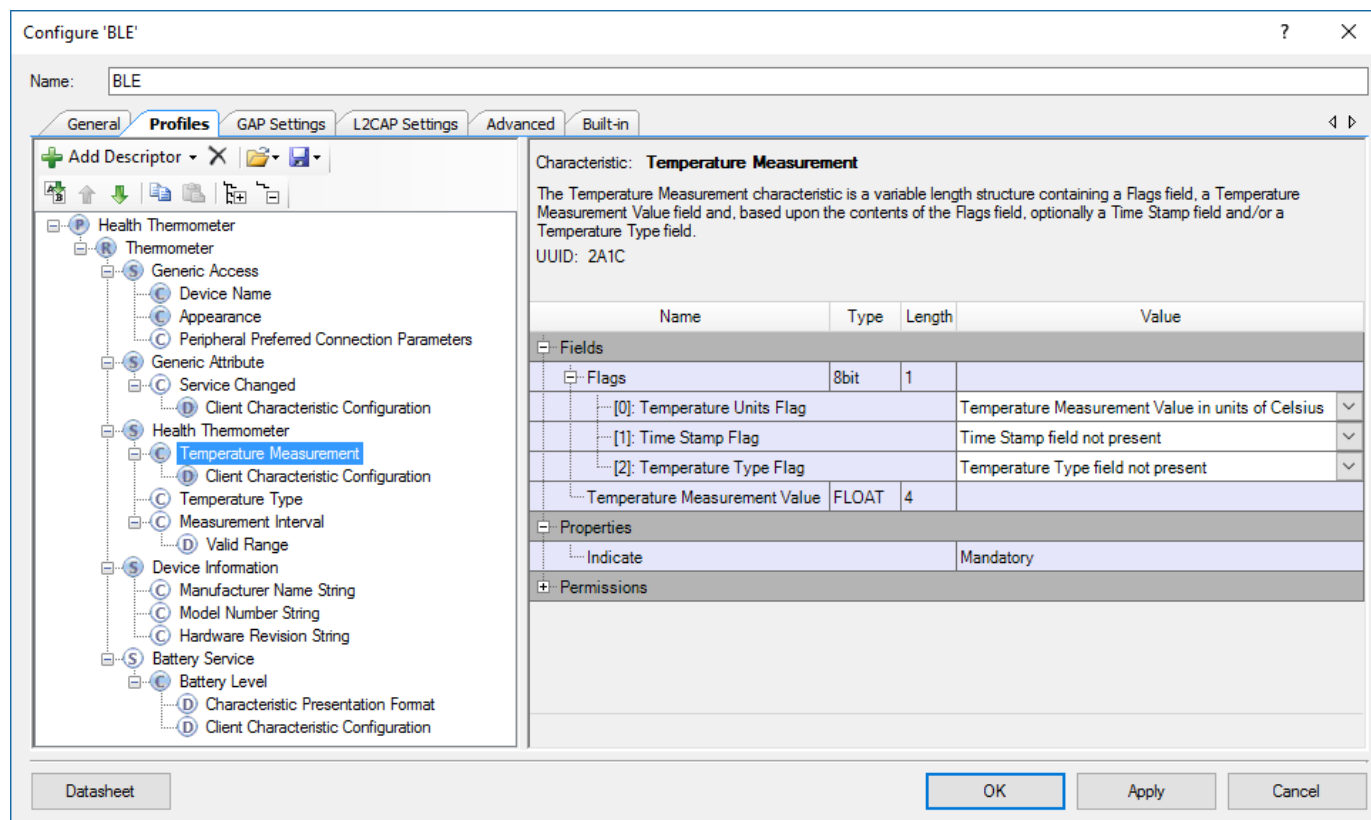 Configure 'BLE'
?
Name: BLE
General Profiles GAP Settings L2CAP Settings Advanced Built-in
Add Descriptor
P Health Thermometer
R Thermometer
S Generic Access
C Device Name
C Appearance
C Peripheral Preferred Connection Parameters
S Generic Attribute
C Service Changed
D Client Characteristic Configuration
S Health Thermometer
C Temperature Measurement
D Client Characteristic Configuration
C Temperature Type
C Measurement Interval
D Valid Range
S Device Information
C Manufacturer Name String
C Model Number String
C Hardware Revision String
S Battery Service
C Battery Level
D Characteristic Presentation Format
D Client Characteristic Configuration
Characteristic: Temperature Measurement
The Temperature Measurement characteristic is a variable length structure containing a Flags field, a Temperature
Measurement Value field and, based upon the contents of the Flags field, optionally a Time Stamp field and/or a
Temperature Type field.
UUID: 2A1C
Name Type Length Value
Fields
Flags 8bit 1
[0]: Temperature Units Flag Temperature Measurement Value in units of Celsius
[1]: Time Stamp Flag Time Stamp field not present
[2]: Temperature Type Flag Temperature Type field not present
Temperature Measurement Value FLOAT 4
Properties
Indicate Mandatory
Permissions
Datasheet OK Apply Cancel